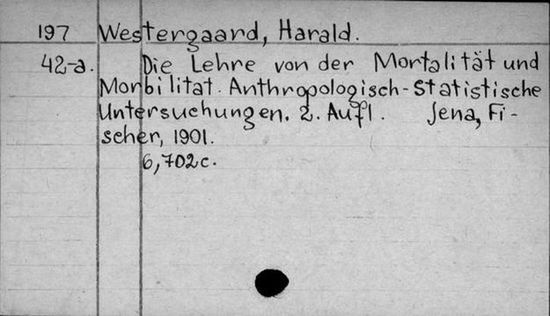 197 Westergaard, Harald.
42-a. Die Lehre von der Mortalität und
Morbilitat. Anthropologisch-Statistische
Untersuchungen. 2. Aufl. Jena, Fi-
scher, 1901.
6,702c.